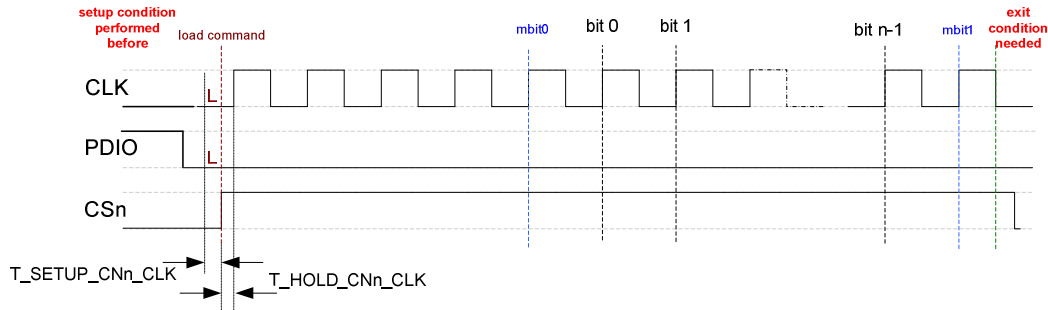 setup condition
performed
before
load command
mbit0
bit 0
bit 1
bit n-1
mbit1
exit
condition
needed
CLK
L
PDIO
L
CSn
T_SETUP_CNn_CLK
T_HOLD_CNn_CLK